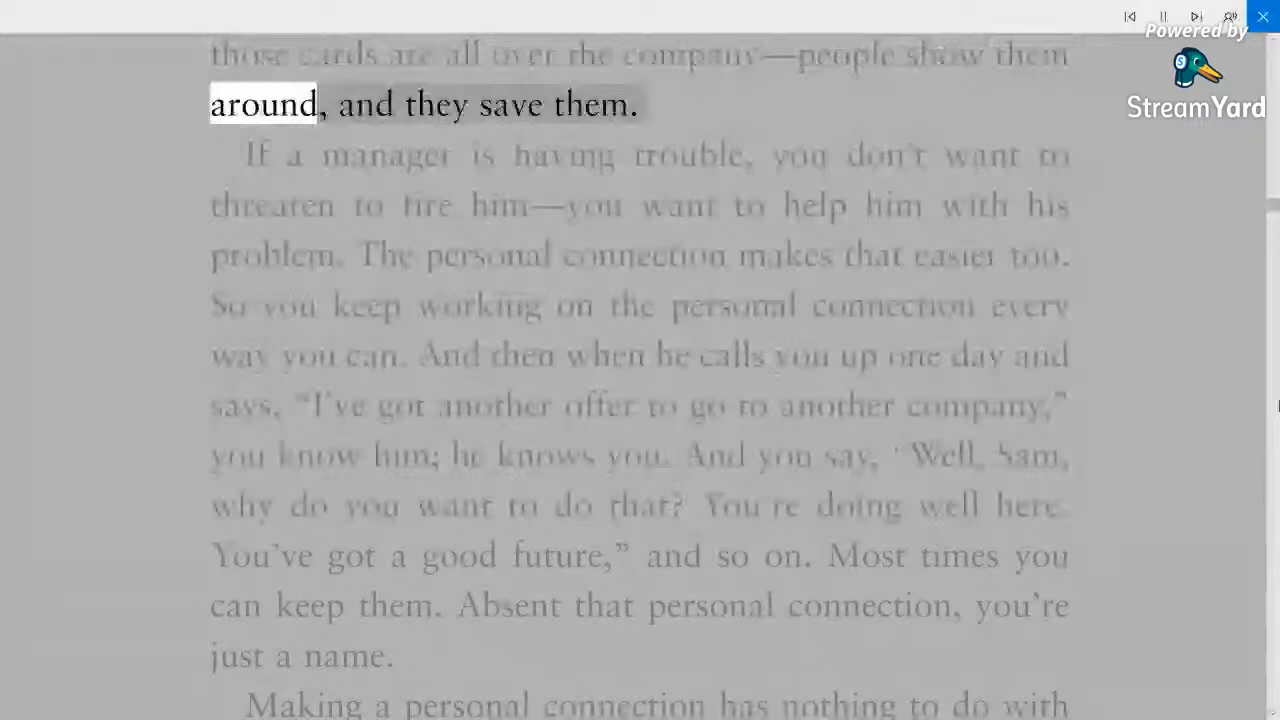 Powered by
StreamYard
those cards are all over the company—people show them
around, and they save them.
If a manager is having trouble, you don't want to
threaten to fire him—you want to help him with his
problem. The personal connection makes that easier too.
So you keep working on the personal connection every
way you can. And then when he calls you up one day and
says, “I've got another offer to go to another company,”
you know him; he knows you. And you say, “Well, Sam,
why do you want to do that? You're doing well here.
You've got a good future,” and so on. Most times you
can keep them. Absent that personal connection, you're
just a name.
Making a personal connection has nothing to do with